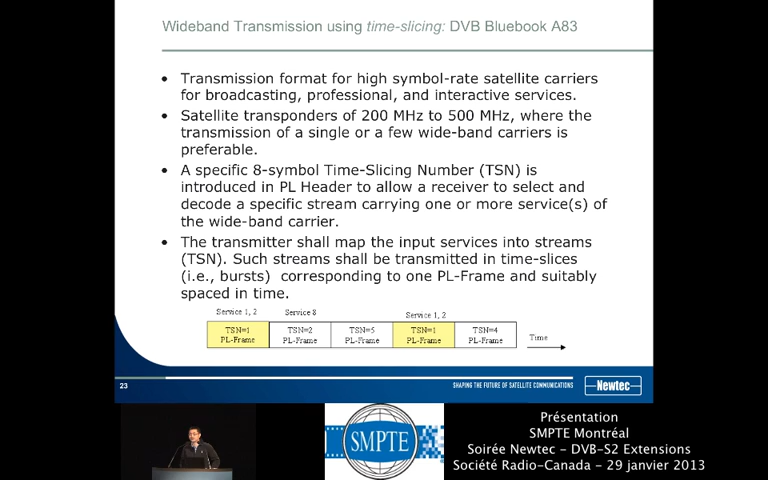 Wideband Transmission using time-slicing: DVB Bluebook A83
• Transmission format for high symbol-rate satellite carriers
for broadcasting, professional, and interactive services.
• Satellite transponders of 200 MHz to 500 MHz, where the
transmission of a single or a few wide-band carriers is
preferable.
• A specific 8-symbol Time-Slicing Number (TSN) is
introduced in PL Header to allow a receiver to select and
decode a specific stream carrying one or more service(s) of
the wide-band carrier.
• The transmitter shall map the input services into streams
(TSN). Such streams shall be transmitted in time-slices
(i.e., bursts) corresponding to one PL-Frame and suitably
spaced in time.
Service 1, 2 Service 8 Service 1, 2
TSN=1 TSN=2 TSN=5 TSN=1 TSN=4
PL-Frame PL-Frame PL-Frame PL-Frame PL-Frame
Time
23
SHAPING THE FUTURE OF SATELLITE COMMUNICATIONS
Newtec
SMPTE
Présentation
SMPTE Montréal
Soirée Newtec - DVB-S2 Extensions
Société Radio-Canada - 29 janvier 2013